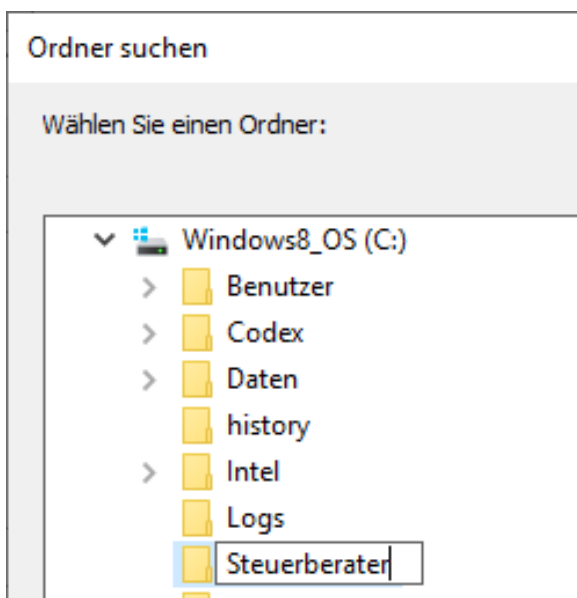 Ordner suchen
Wählen Sie einen Ordner:
Windows8_OS (C:)
Benutzer
Codex
Daten
history
Intel
Logs
Steuerberater